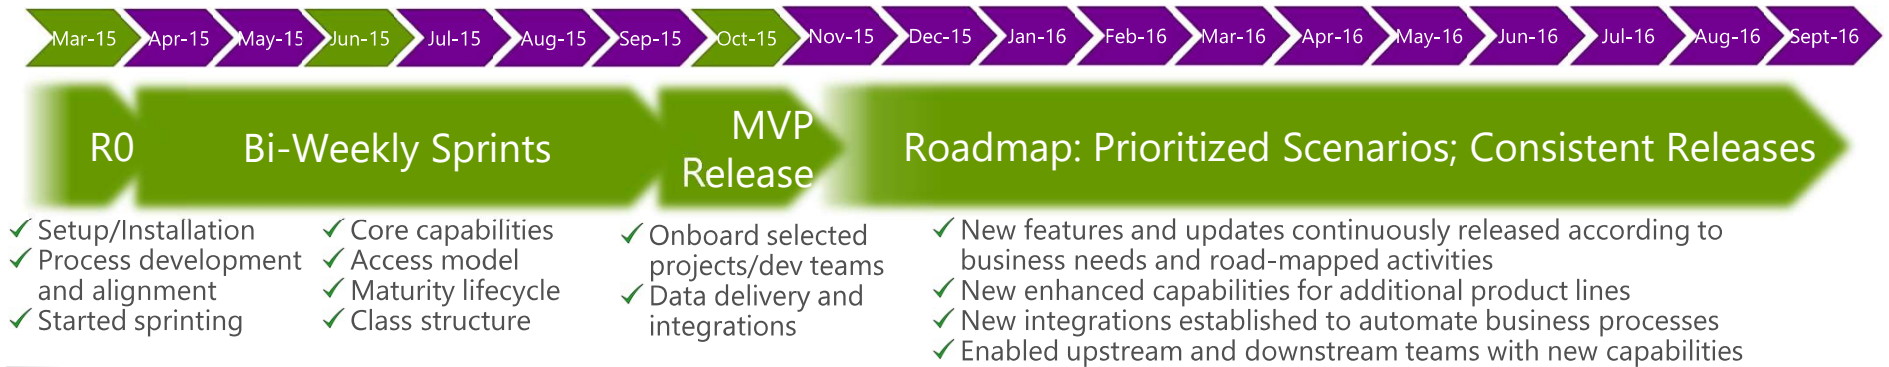 Mar-15 Apr-15 May-15 Jun-15 Jul-15 Aug-15 Sep-15 Oct-15 Nov-15 Dec-15 Jan-16 Feb-16 Mar-16 Apr-16 May-16 Jun-16 Jul-16 Aug-16 Sept-16
R0
Bi-Weekly Sprints
MVP
Release
Roadmap: Prioritized Scenarios; Consistent Releases
✓ Setup/Installation
✓ Process development
and alignment
✓ Started sprinting
✓ Core capabilities
✓ Access model
✓ Maturity lifecycle
✓ Class structure
✓ Onboard selected
projects/dev teams
✓ Data delivery and
integrations
✓ New features and updates continuously released according to
business needs and road-mapped activities
✓ New enhanced capabilities for additional product lines
✓ New integrations established to automate business processes
✓ Enabled upstream and downstream teams with new capabilities